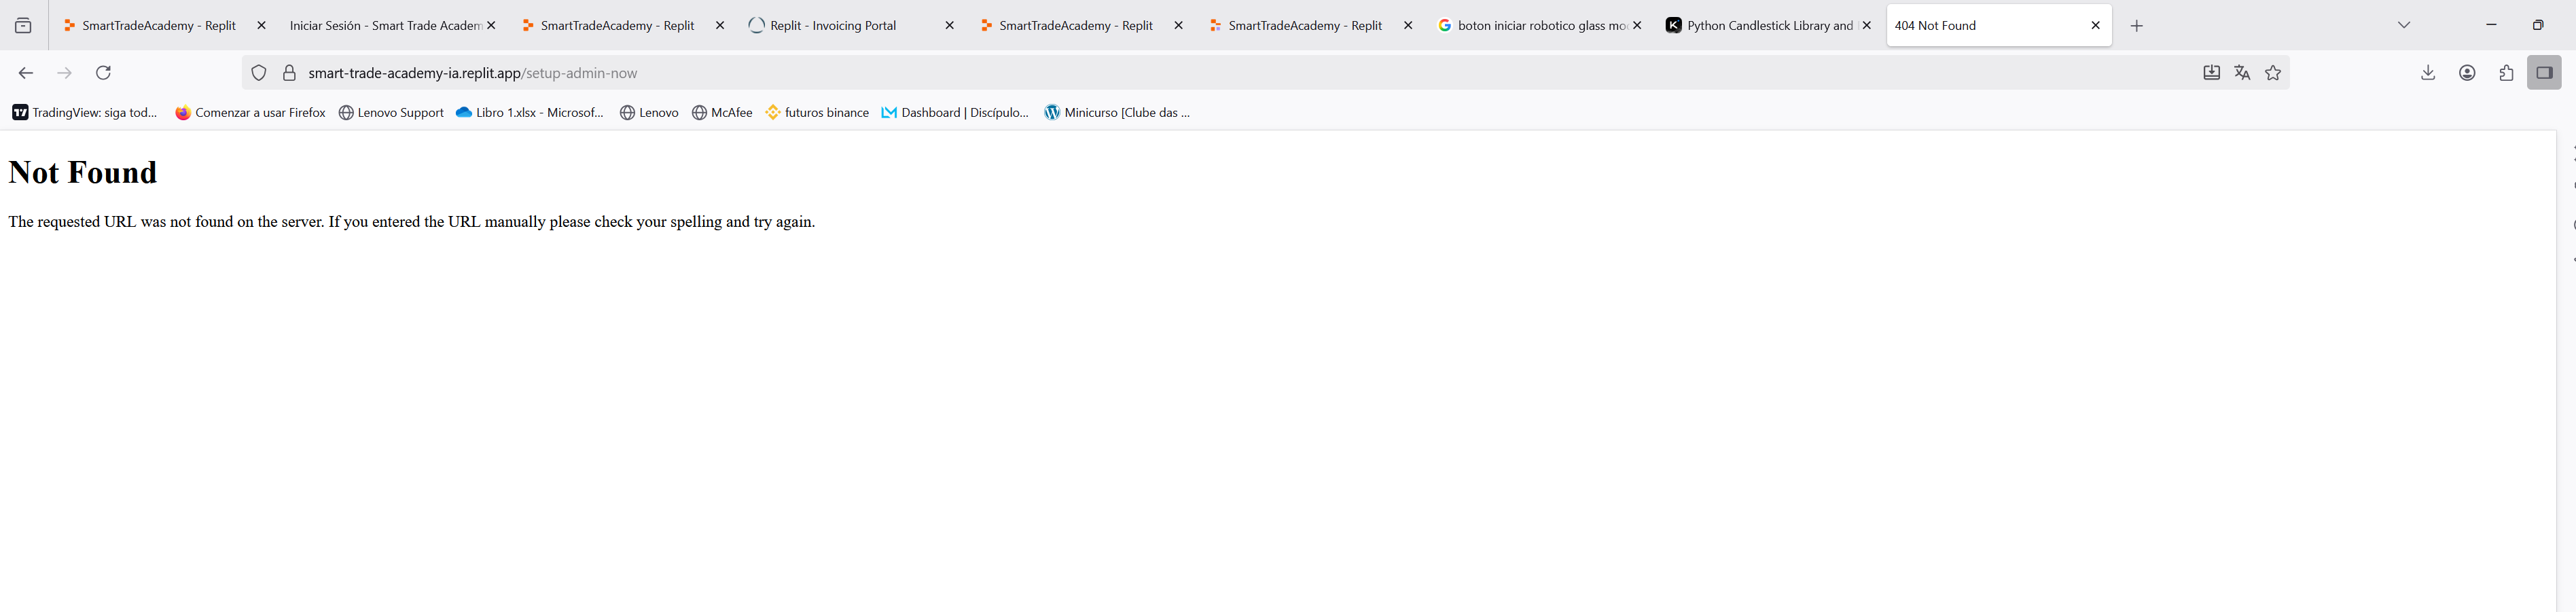 SmartTradeAcademy - Replit
Iniciar Sesión - Smart Trade Academ
SmartTradeAcademy - Replit
Replit - Invoicing Portal
SmartTradeAcademy - Replit
SmartTradeAcademy - Replit
boton iniciar robotico glass mo
Python Candlestick Library and
404 Not Found
smart-trade-academy-ia.replit.app/setup-admin-now
TradingView: siga tod...
Comenzar a usar Firefox
Lenovo Support
Libro 1.xlsx - Microsof...
Lenovo
McAfee
futuros binance
Dashboard | Discípulo...
Minicurso [Clube das ...
Not Found
The requested URL was not found on the server. If you entered the URL manually please check your spelling and try again.